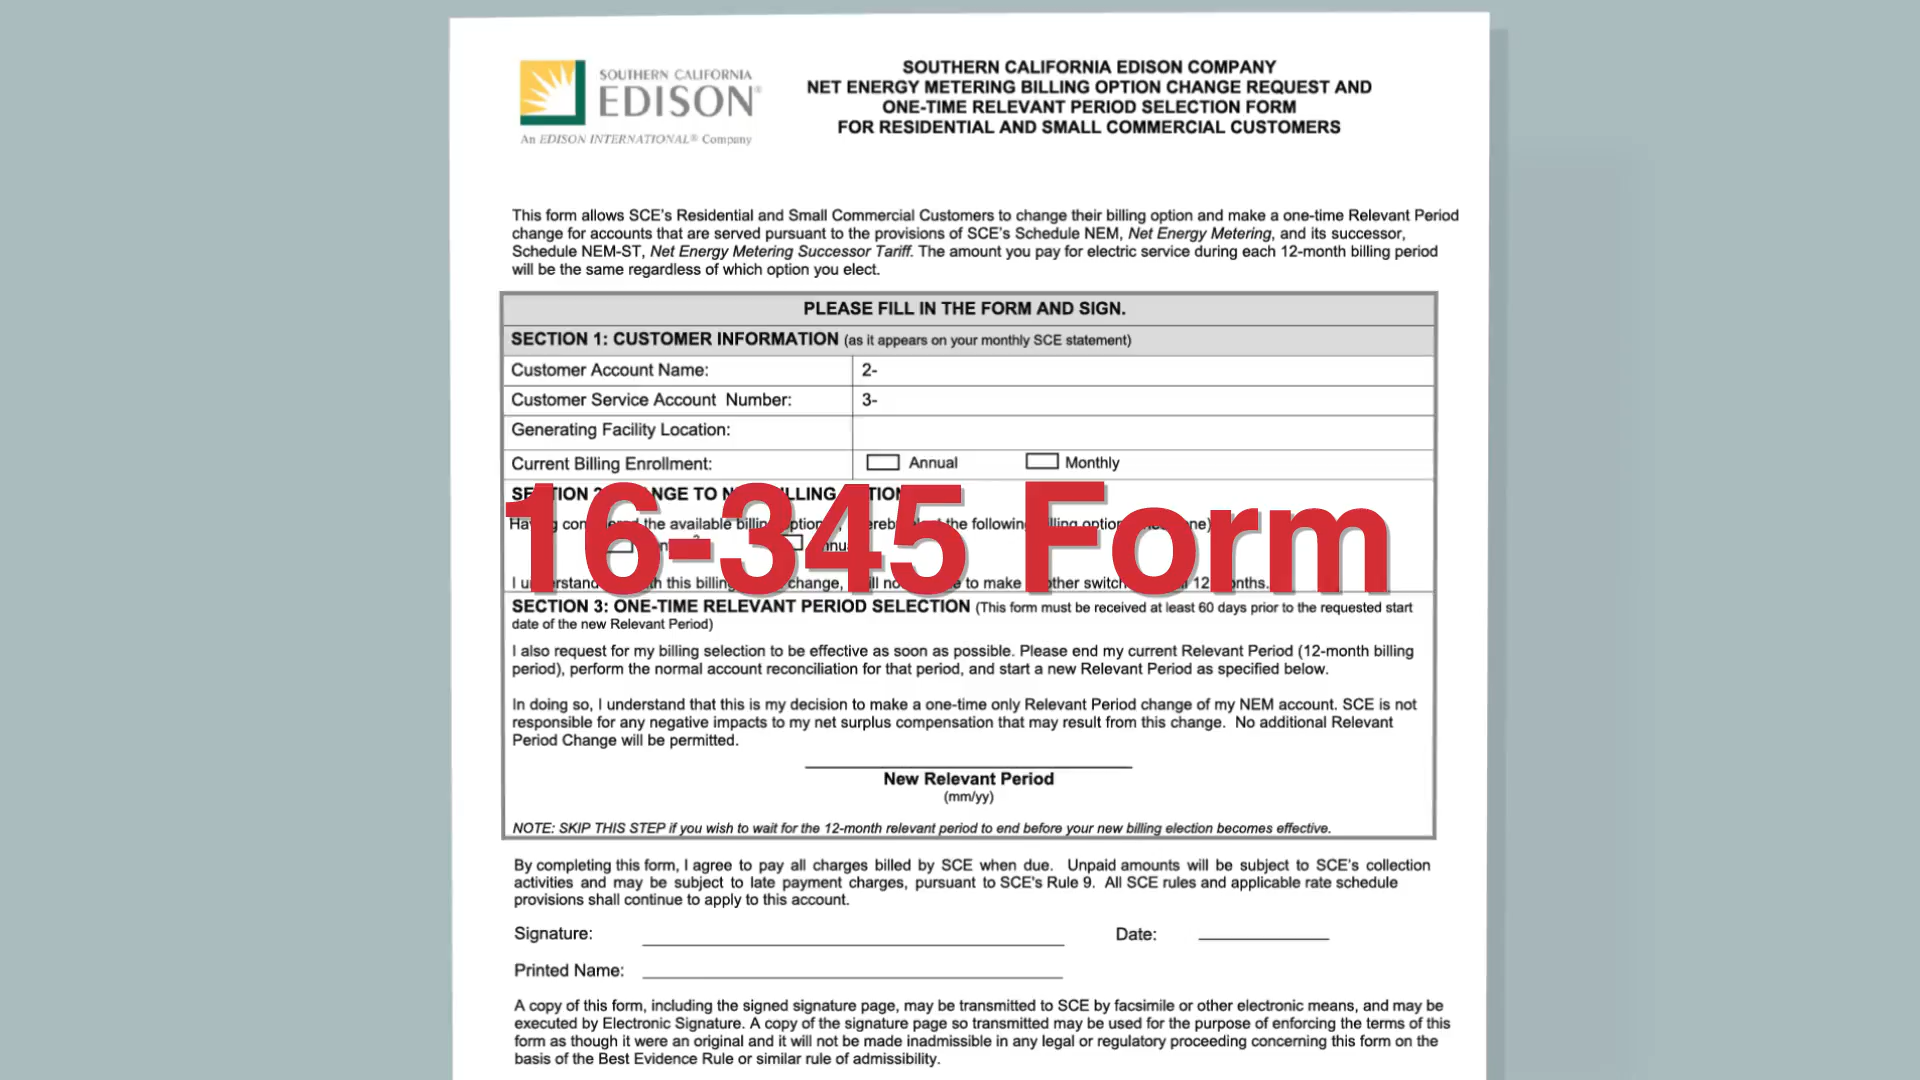 SOUTHERN CALIFORNIA
EDISON®
An EDISON INTERNATIONAL® Company
SOUTHERN CALIFORNIA EDISON COMPANY
NET ENERGY METERING BILLING OPTION CHANGE REQUEST AND
ONE-TIME RELEVANT PERIOD SELECTION FORM
FOR RESIDENTIAL AND SMALL COMMERCIAL CUSTOMERS
This form allows SCE's Residential and Small Commercial Customers to change their billing option and make a one-time Relevant Period
change for accounts that are served pursuant to the provisions of SCE's Schedule NEM, Net Energy Metering, and its successor,
Schedule NEM-ST, Net Energy Metering Successor Tariff. The amount you pay for electric service during each 12-month billing period
will be the same regardless of which option you elect.
PLEASE FILL IN THE FORM AND SIGN.
SECTION 1: CUSTOMER INFORMATION (as it appears on your monthly SCE statement)
Customer Account Name: 2-
Customer Service Account Number: 3-
Generating Facility Location:
Current Billing Enrollment: Annual Monthly
TO
the available the following
16-345 Form
I this billing change, to make 12
SECTION 3: ONE-TIME RELEVANT PERIOD SELECTION (This form must be received at least 60 days prior to the requested start
date of the new Relevant Period)
I also request for my billing selection to be effective as soon as possible. Please end my current Relevant Period (12-month billing
period), perform the normal account reconciliation for that period, and start a new Relevant Period as specified below.
In doing so, I understand that this is my decision to make a one-time only Relevant Period change of my NEM account. SCE is not
responsible for any negative impacts to my net surplus compensation that may result from this change. No additional Relevant
Period Change will be permitted.
New Relevant Period
(mm/yy)
NOTE: SKIP THIS STEP if you wish to wait for the 12-month relevant period to end before your new billing election becomes effective.
By completing this form, I agree to pay all charges billed by SCE when due. Unpaid amounts will be subject to SCE's collection
activities and may be subject to late payment charges, pursuant to SCE's Rule 9. All SCE rules and applicable rate schedule
provisions shall continue to apply to this account.
Signature: Date:
Printed Name:
A copy of this form, including the signed signature page, may be transmitted to SCE by facsimile or other electronic means, and may be
executed by Electronic Signature. A copy of the signature page so transmitted may be used for the purpose of enforcing the terms of this
form as though it were an original and it will not be made inadmissible in any legal or regulatory proceeding concerning this form on the
basis of the Best Evidence Rule or similar rule of admissibility.